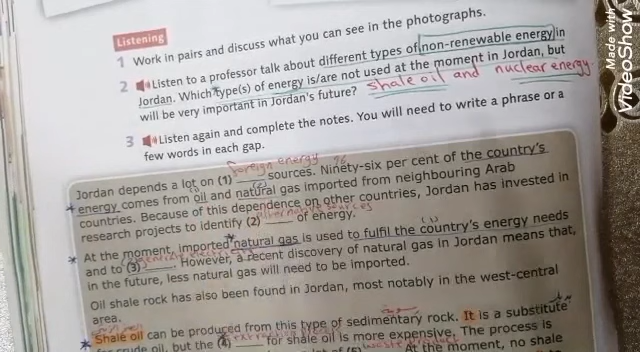 Listening
1 Work in pairs and discuss what you can see in the photographs.
2 Listen to a professor talk about different types of non-renewable energy in
Jordan. Which type(s) of energy is/are not used at the moment in Jordan, but
will be very important in Jordan's future? shale oil and nuclear energy.
3 Listen again and complete the notes. You will need to write a phrase or a
few words in each gap.
foreign energy 96
Jordan depends a lot on (1) ____ sources. Ninety-six per cent of the country's
energy comes from oil and natural gas imported from neighbouring Arab
countries. Because of this dependence on other countries, Jordan has invested in
research projects to identify (2) ____ of energy.
At the moment, imported natural gas is used to fulfil the country's energy needs
and to (3) ____. However, a recent discovery of natural gas in Jordan means that,
in the future, less natural gas will need to be imported.
Oil shale rock has also been found in Jordan, most notably in the west-central
area.
Shale oil can be produced from this type of sedimentary rock. It is a substitute
for crude oil, but the (4) ____ for shale oil is more expensive. The process is
lot of (5) At the moment, no shale
Made with
VideoShow